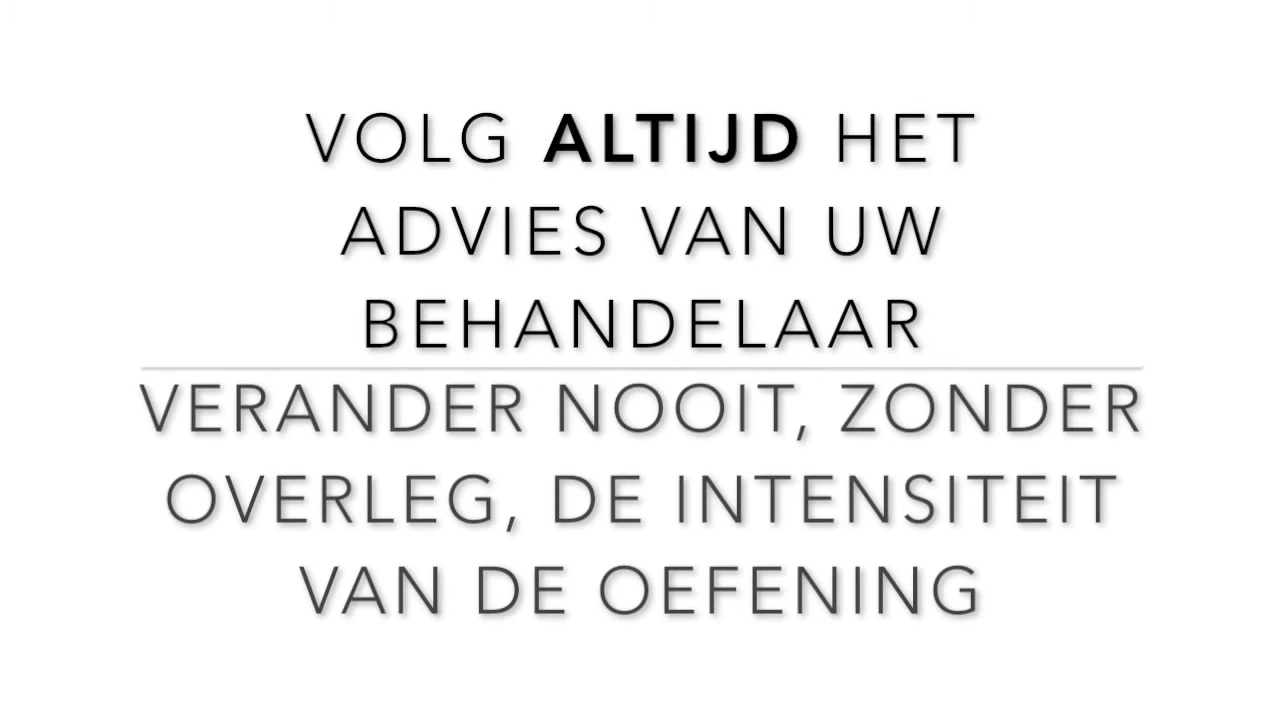 VOLG ALTIJD HET
ADVIES VAN UW
BEHANDELAAR
VERANDER NOOIT, ZONDER
OVERLEG, DE INTENSITEIT
VAN DE OEFENING